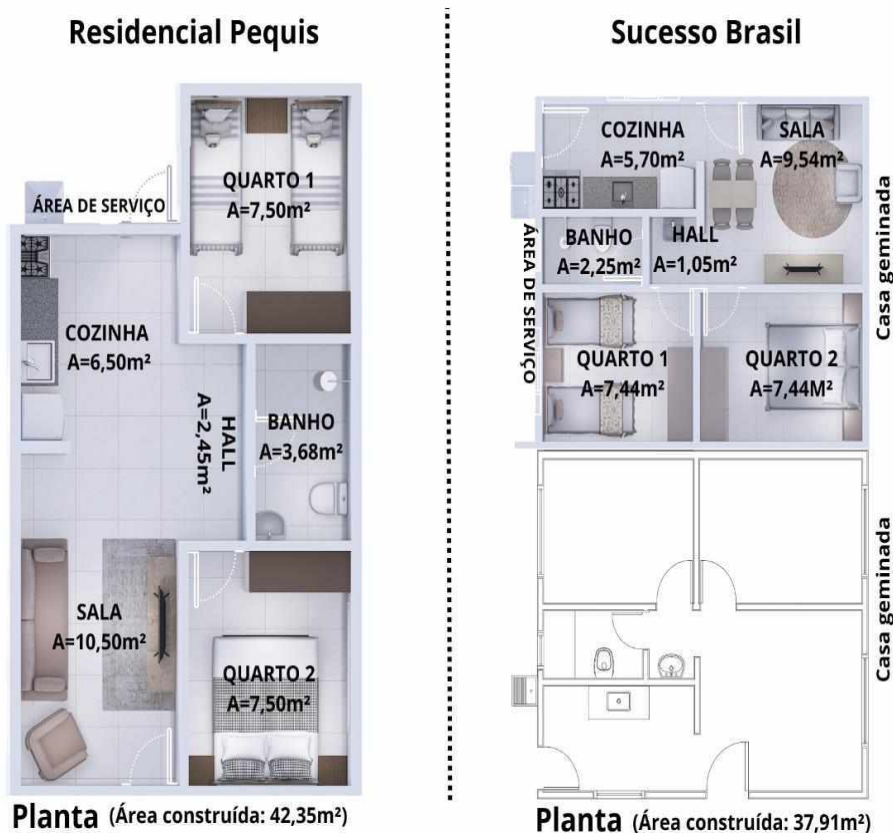 Residencial Pequis
QUARTO 1
A=7,50m²
ÁREA DE SERVIÇO
COZINHA
A=6,50m²
HALL
A=2,45m²
BANHO
A=3,68m²
SALA
A=10,50m²
QUARTO 2
A=7,50m²
Planta (Área construída: 42,35m²)
Sucesso Brasil
COZINHA
A=5,70m²
SALA
A=9,54m²
BANHO
A=2,25m²
HALL
A=1,05m²
ÁREA DE SERVIÇO
QUARTO 1
A=7,44m²
QUARTO 2
A=7,44M²
Casa geminada
Casa geminada
Planta (Área construída: 37,91m²)